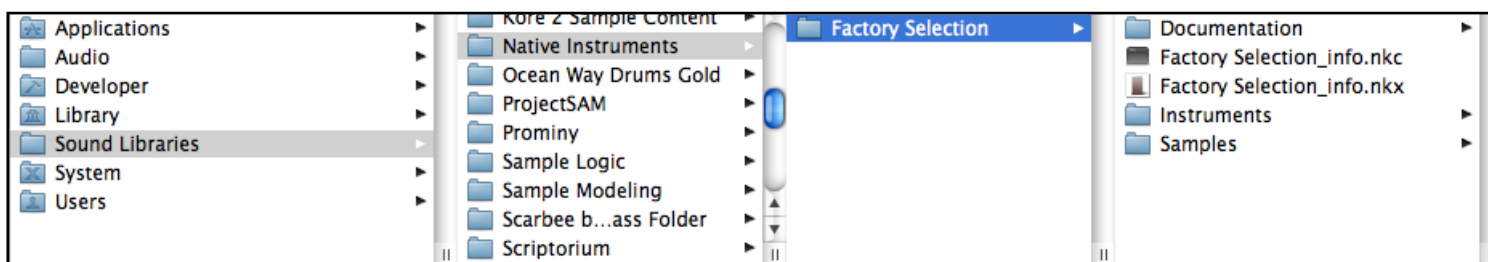 Applications
Audio
Developer
Library
Sound Libraries
System
Users
Kore 2 Sample Content
Native Instruments
Ocean Way Drums Gold
ProjectSAM
Prominy
Sample Logic
Sample Modeling
Scarbee b...ass Folder
Scriptorium
Factory Selection
Documentation
Factory Selection_info.nkc
Factory Selection_info.nkx
Instruments
Samples